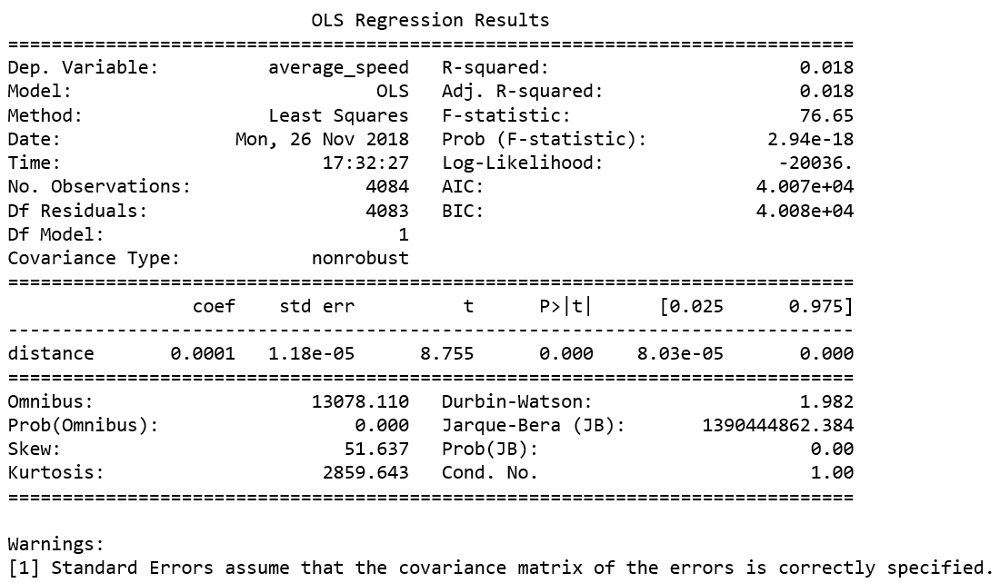 OLS Regression Results
==============================================================================
Dep. Variable:          average_speed   R-squared:                       0.018
Model:                            OLS   Adj. R-squared:                  0.018
Method:                 Least Squares   F-statistic:                     76.65
Date:                Mon, 26 Nov 2018   Prob (F-statistic):           2.94e-18
Time:                        17:32:27   Log-Likelihood:                -20036.
No. Observations:                4084   AIC:                         4.007e+04
Df Residuals:                    4083   BIC:                         4.008e+04
Df Model:                           1
Covariance Type:            nonrobust
==============================================================================
                 coef    std err          t      P>|t|      [0.025      0.975]
------------------------------------------------------------------------------
distance       0.0001   1.18e-05      8.755      0.000    8.03e-05       0.000
==============================================================================
Omnibus:                    13078.110   Durbin-Watson:                   1.982
Prob(Omnibus):                  0.000   Jarque-Bera (JB):       1390444862.384
Skew:                          51.637   Prob(JB):                         0.00
Kurtosis:                    2859.643   Cond. No.                         1.00
==============================================================================
Warnings:
[1] Standard Errors assume that the covariance matrix of the errors is correctly specified.